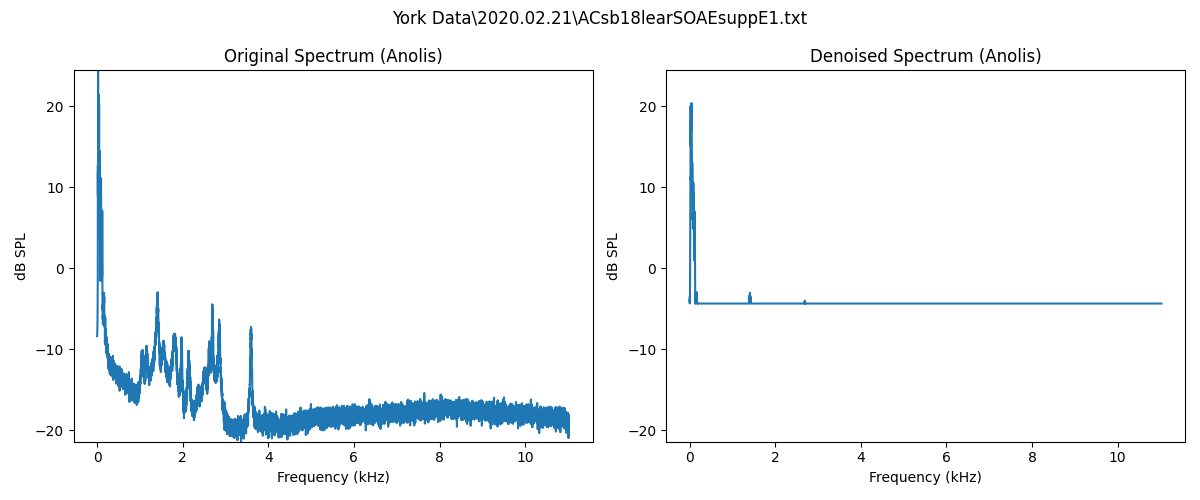 York Data\2020.02.21\ACsb18learSOAEsuppE1.txt
Original Spectrum (Anolis)
dB SPL
20
10
0
−10
−20
0 2 4 6 8 10
Frequency (kHz)
Denoised Spectrum (Anolis)
dB SPL
20
10
0
−10
−20
0 2 4 6 8 10
Frequency (kHz)